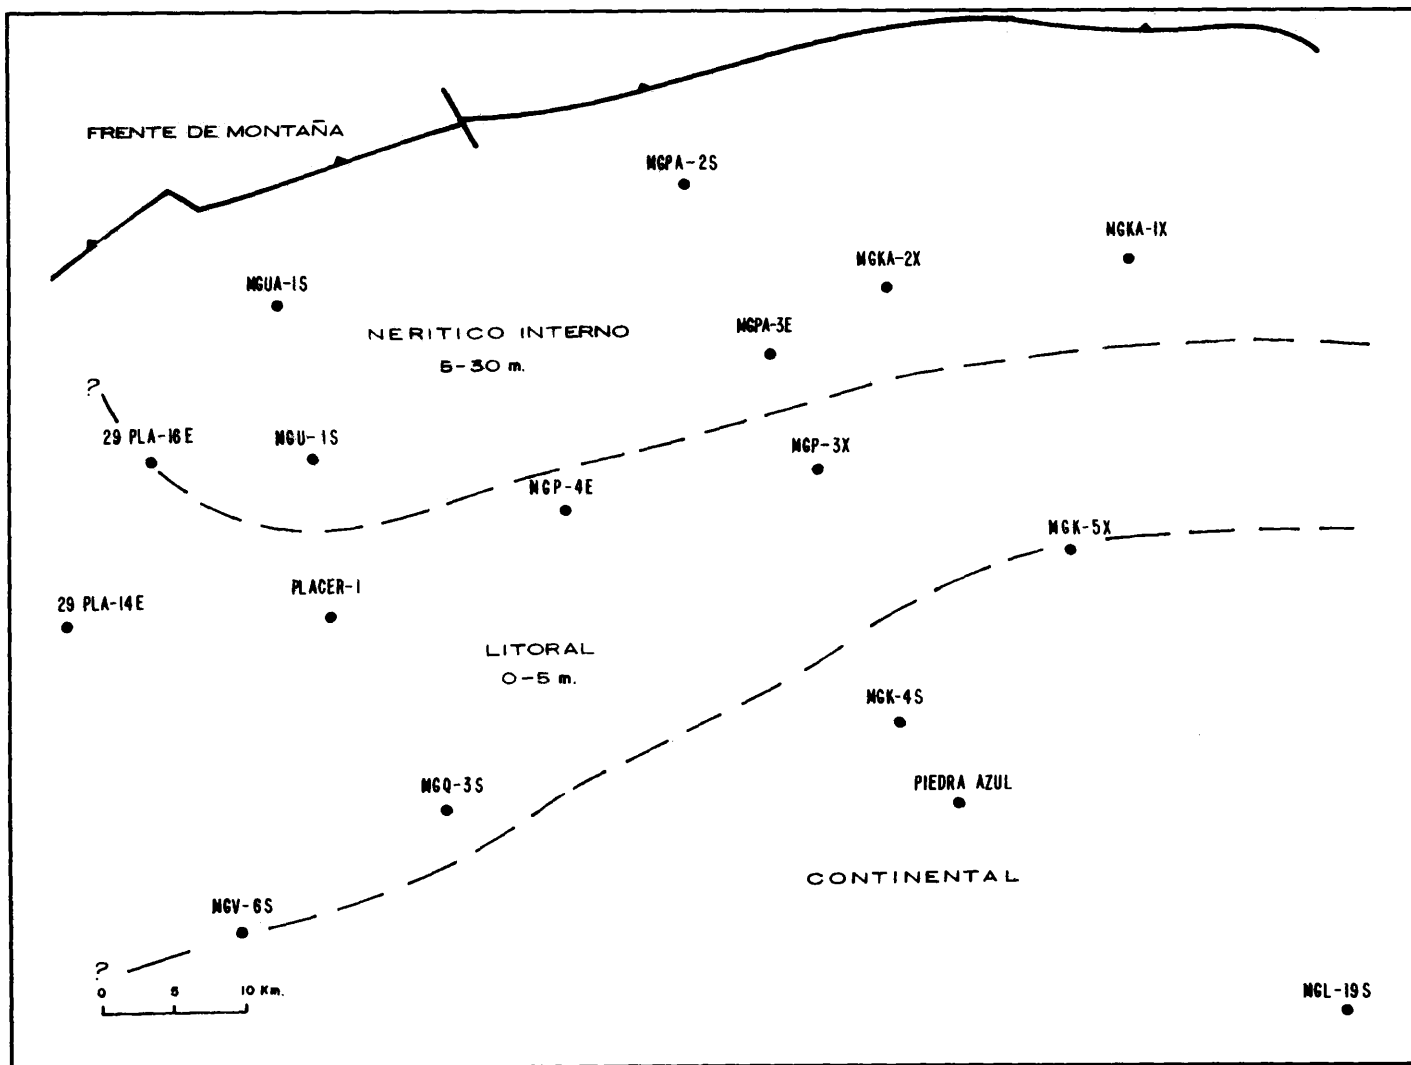 FRENTE DE MONTAÑA
MGPA-2S
MGKA-1X
MGKA-2X
MGUA-1S
NERITICO INTERNO
5-30 m.
MGPA-3E
?
29 PLA-16E
MGU-1S
MGP-3X
MGP-4E
MGK-5X
29 PLA-14E
PLACER-1
LITORAL
0-5 m.
MGK-4S
MGQ-3S
PIEDRA AZUL
CONTINENTAL
MGV-6S
?
0 5 10 Km.
MGL-19S